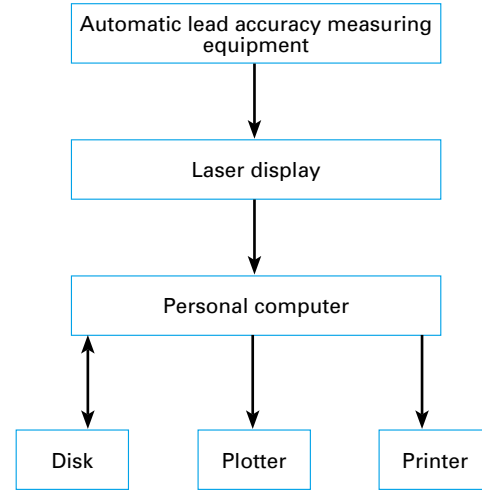 Automatic lead accuracy measuring
equipment
Laser display
Personal computer
Disk
Plotter
Printer